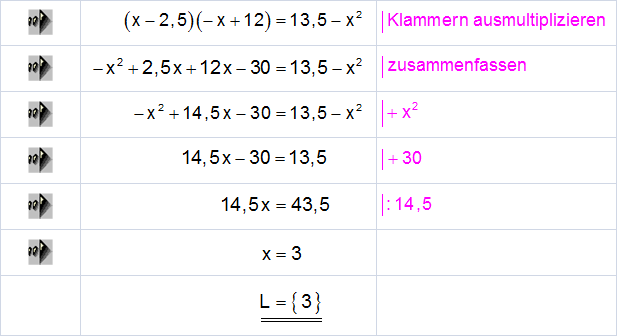 (x – 2,5)(–x + 12) = 13,5 – x² |Klammern ausmultiplizieren
–x² + 2,5x + 12x – 30 = 13,5 – x² |zusammenfassen
–x² + 14,5x – 30 = 13,5 – x² |+ x²
14,5x – 30 = 13,5 |+ 30
14,5x = 43,5 |: 14,5
x = 3
L = {3}